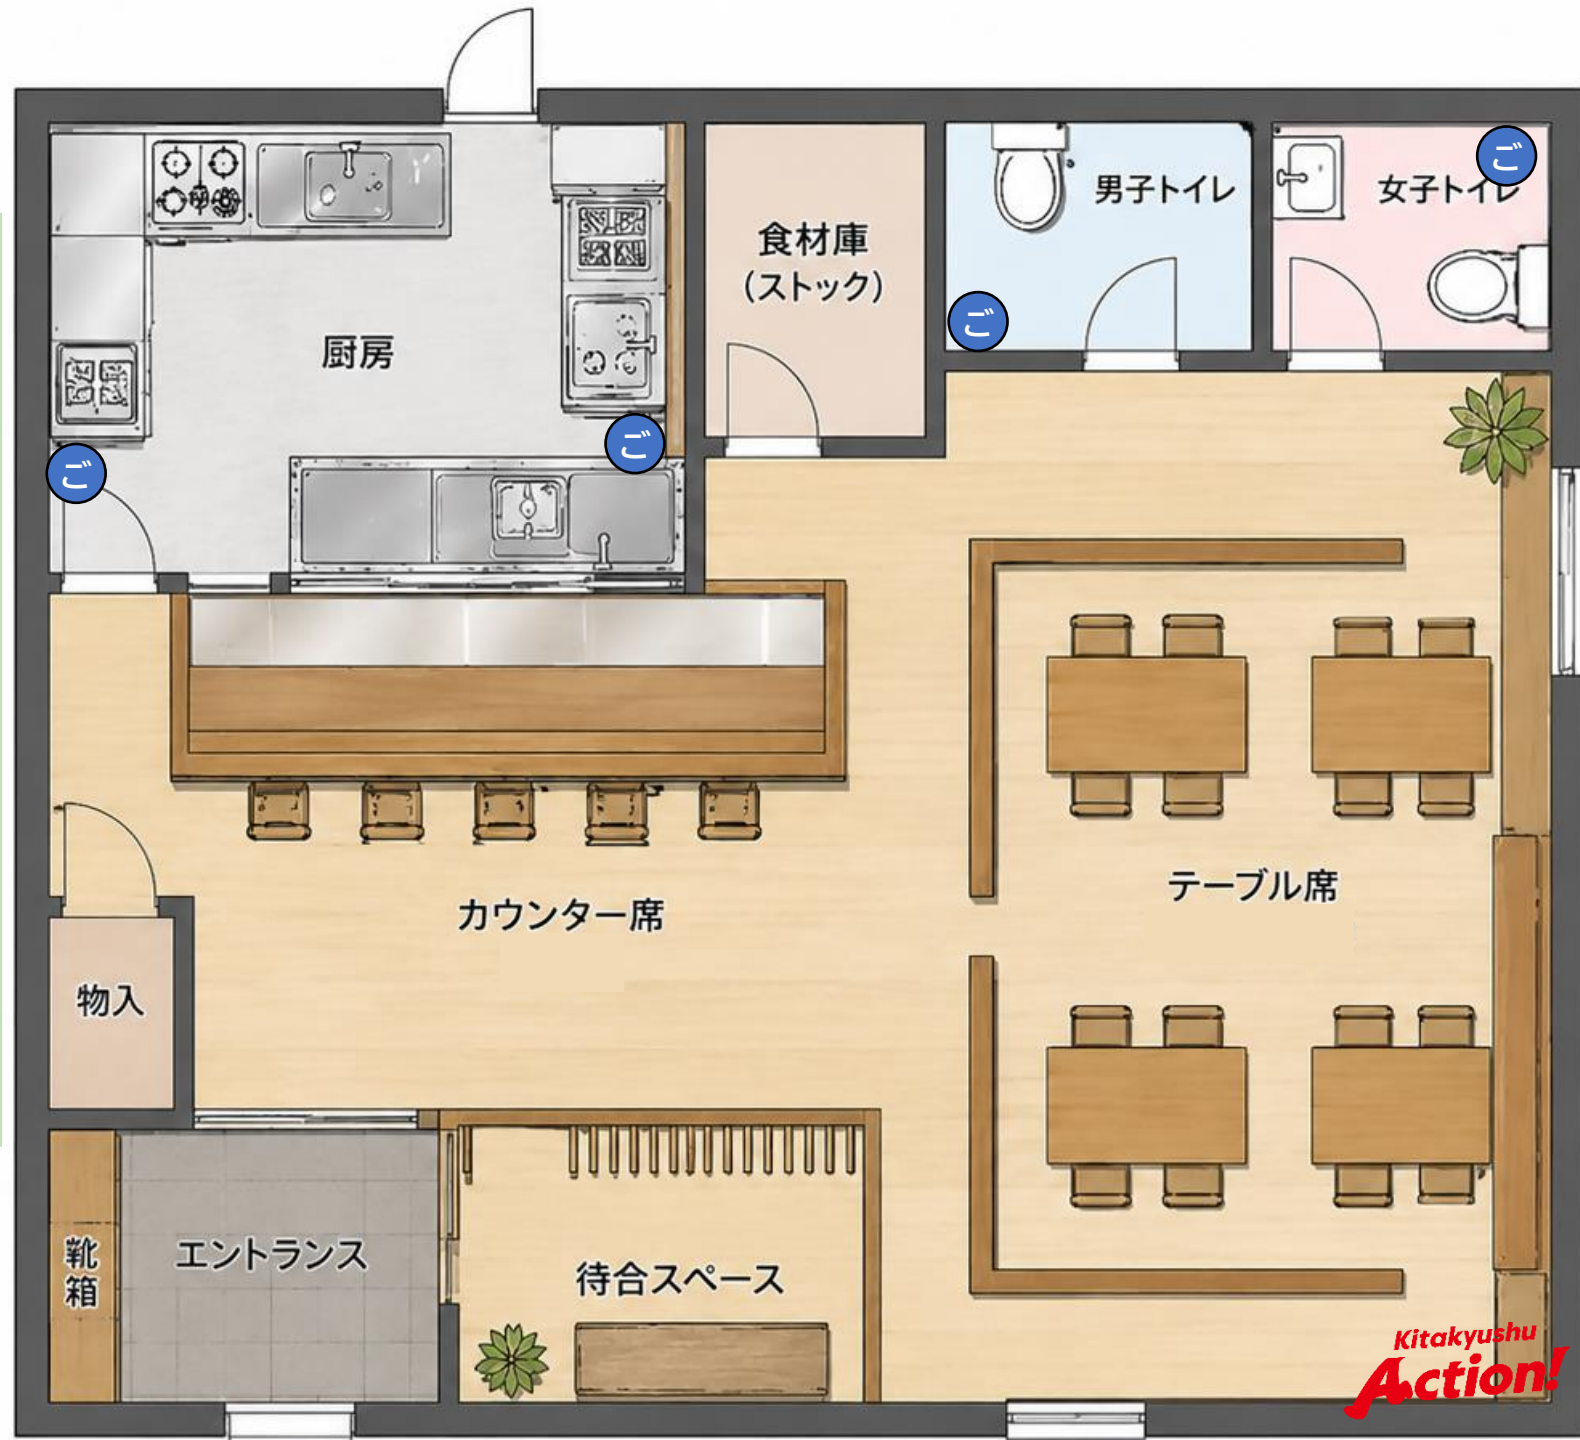 男子トイレ
女子トイレ
ご
食材庫
(ストック)
ご
厨房
ご
ご
テーブル席
カウンター席
物入
エントランス
靴
箱
待合スペース
Kitakyushu
Action!